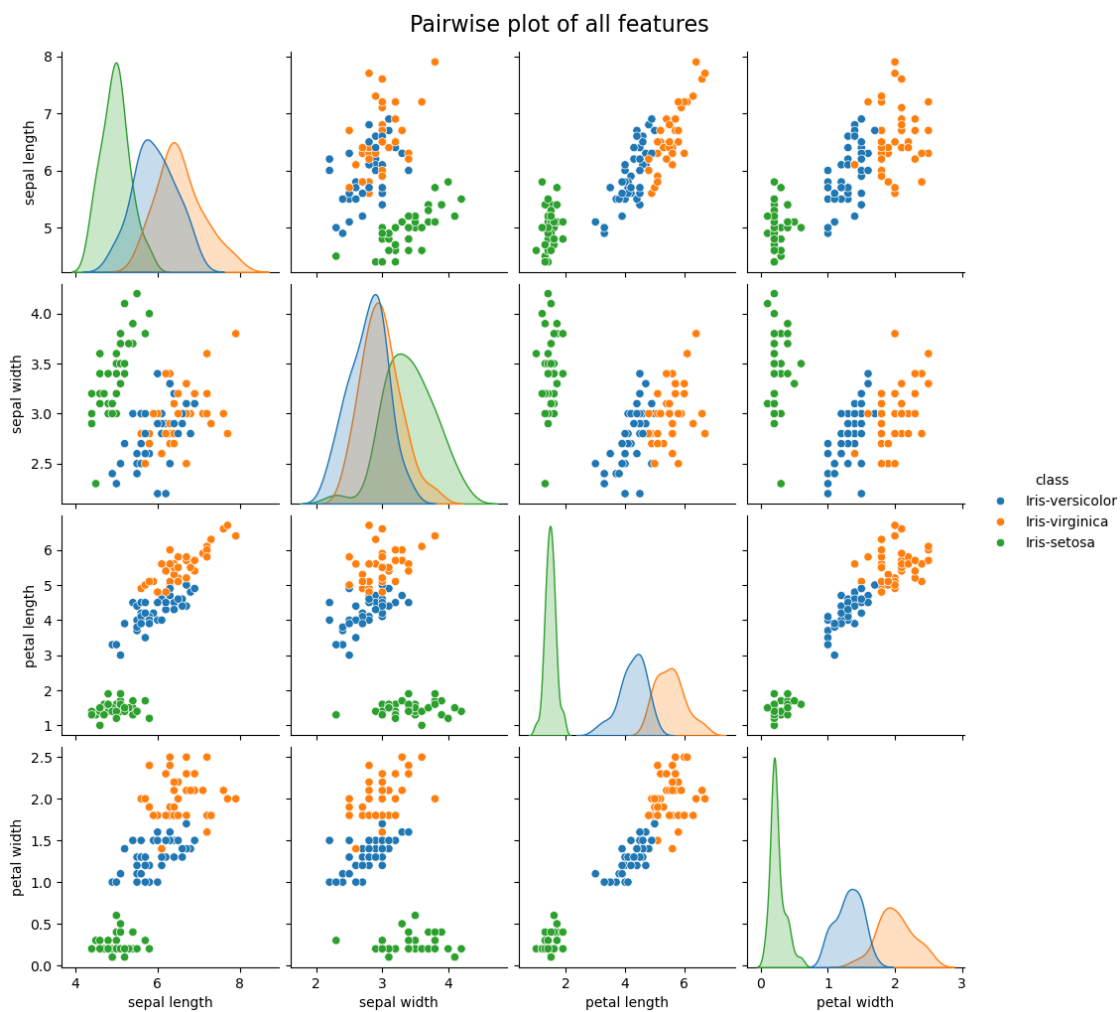 Pairwise plot of all features
8
7
6
5
sepal length
4.0
3.5
3.0
2.5
sepal width
class
Iris-versicolor
Iris-virginica
Iris-setosa
6
5
4
3
2
1
petal length
2.5
2.0
1.5
1.0
0.5
0.0
petal width
4 6 8
2 4
2 4 6
0 1 2 3
sepal length
sepal width
petal length
petal width